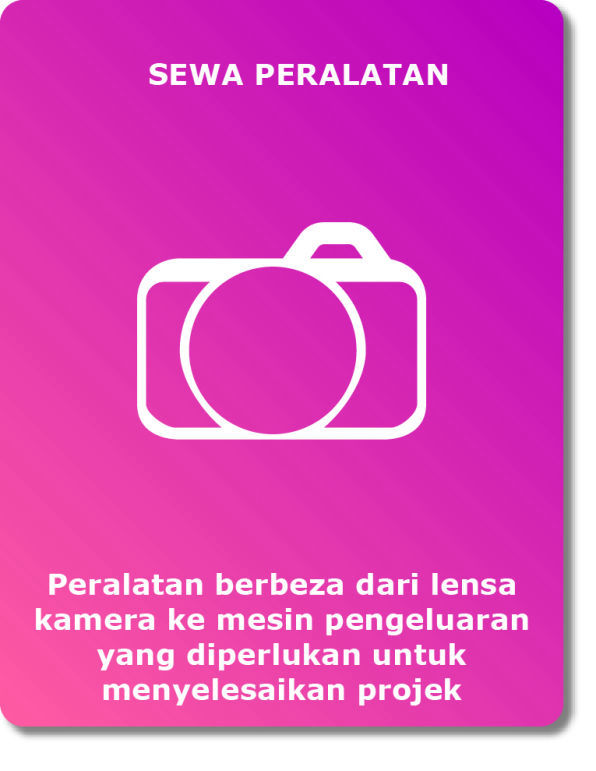 SEWA PERALATAN
Peralatan berbeza dari lensa
kamera ke mesin pengeluaran
yang diperlukan untuk
menyelesaikan projek